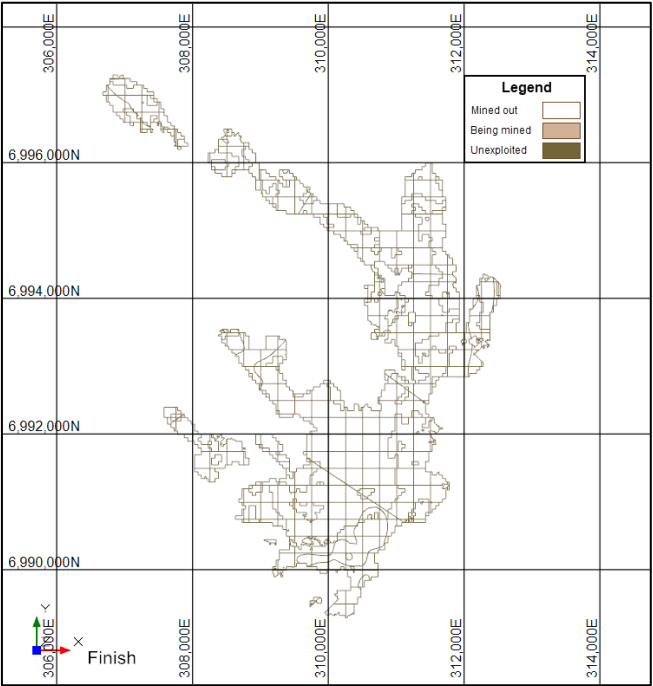 306,000E
308,000E
310,000E
312,000E
314,000E
Legend
Mined out
Being mined
Unexploited
6,996,000N
6,994,000N
6,992,000N
6,990,000N
306,000E
308,000E
310,000E
312,000E
314,000E
Y
X
Finish